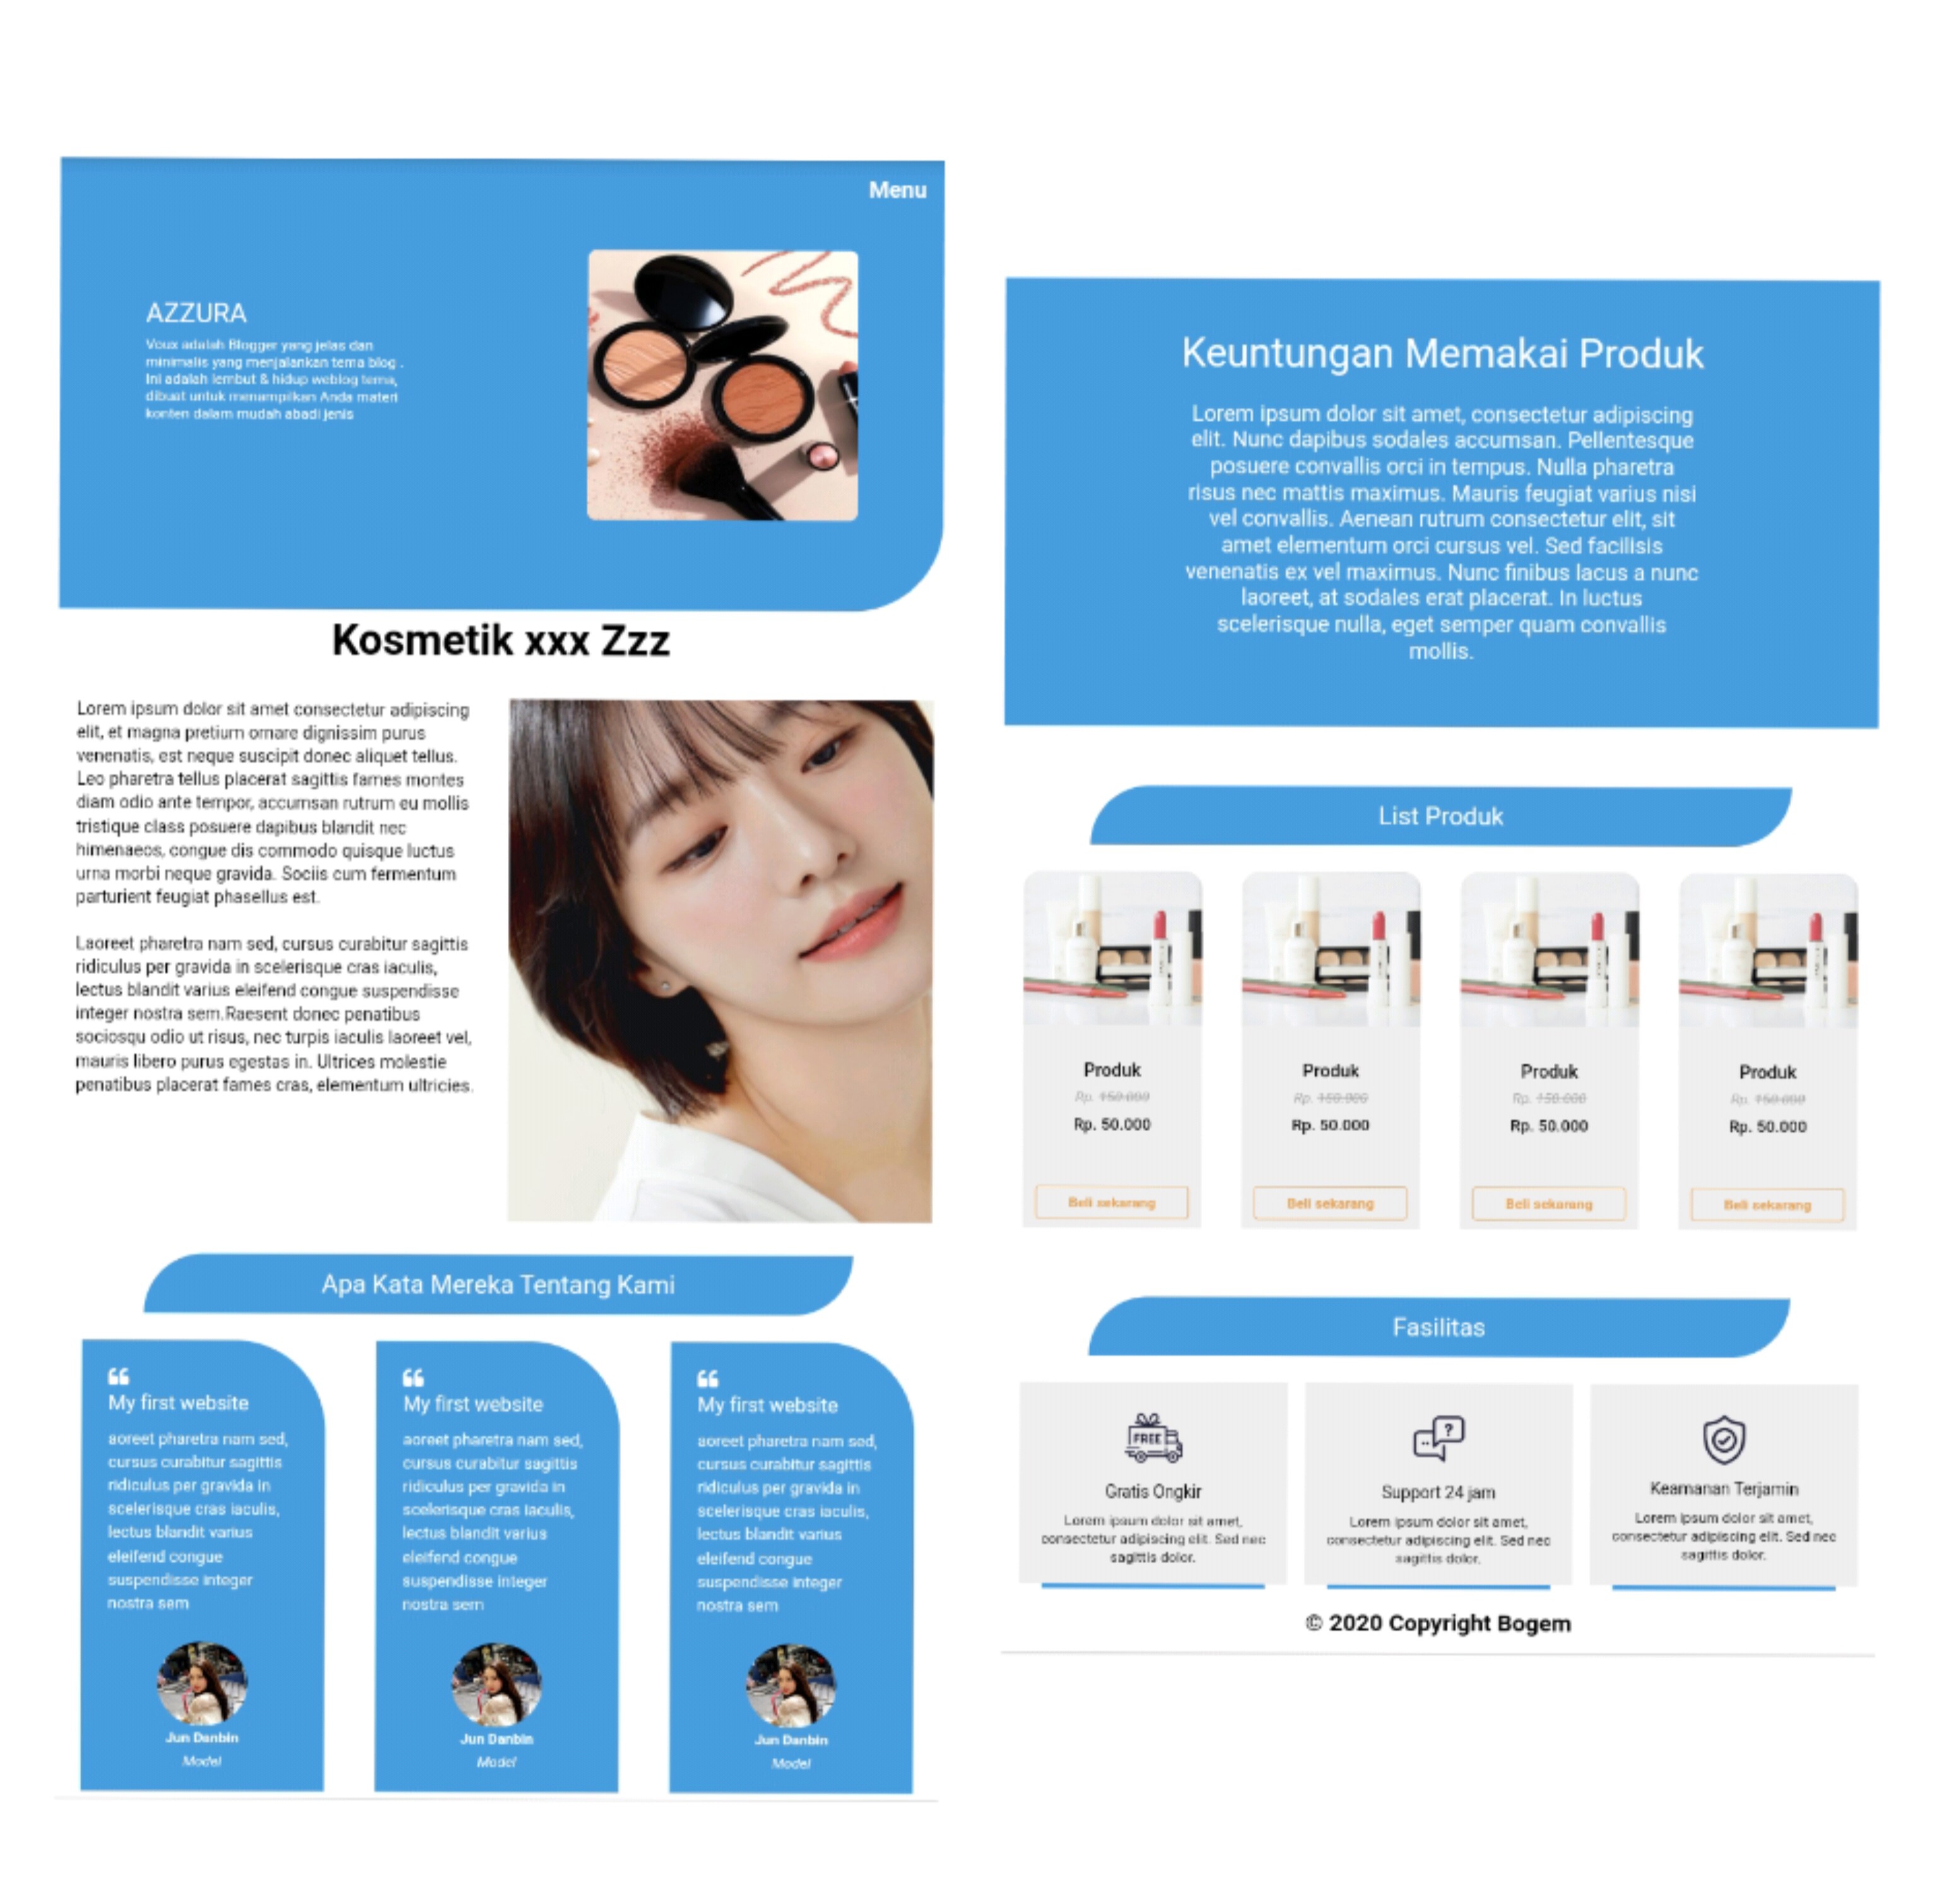 Menu
AZZURA
Voux adalah Blogger yang jelas dan
minimalis yang menjalankan tema blog .
Ini adalah lembut & hidup weblog tema,
dibuat untuk menampilkan Anda materi
konten dalam mudah abadi jenis
Kosmetik xxx Zzz
Lorem ipsum dolor sit amet consectetur adipiscing
elit, et magna pretium ornare dignissim purus
venenatis, est neque suscipit donec aliquet tellus.
Leo pharetra tellus placerat sagittis fames montes
diam odio ante tempor, accumsan rutrum eu mollis
tristique class posuere dapibus blandit nec
himenaeos, congue dis commodo quisque luctus
urna morbi neque gravida. Sociis cum fermentum
parturient feugiat phasellus est.
Laoreet pharetra nam sed, cursus curabitur sagittis
ridiculus per gravida in scelerisque cras iaculis,
lectus blandit varius eleifend congue suspendisse
integer nostra sem.Raesent donec penatibus
sociosqu odio ut risus, nec turpis iaculis laoreet vel,
mauris libero purus egestas in. Ultrices molestie
penatibus placerat fames cras, elementum ultricies.
Apa Kata Mereka Tentang Kami
“
My first website
aoreet pharetra nam sed,
cursus curabitur sagittis
ridiculus per gravida in
scelerisque cras iaculis,
lectus blandit varius
eleifend congue
suspendisse integer
nostra sem
Jun Danbin
Model
“
My first website
aoreet pharetra nam sed,
cursus curabitur sagittis
ridiculus per gravida in
scelerisque cras iaculis,
lectus blandit varius
eleifend congue
suspendisse integer
nostra sem
Jun Danbin
Model
“
My first website
aoreet pharetra nam sed,
cursus curabitur sagittis
ridiculus per gravida in
scelerisque cras iaculis,
lectus blandit varius
eleifend congue
suspendisse integer
nostra sem
Jun Danbin
Model
Keuntungan Memakai Produk
Lorem ipsum dolor sit amet, consectetur adipiscing
elit. Nunc dapibus sodales accumsan. Pellentesque
posuere convallis orci in tempus. Nulla pharetra
risus nec mattis maximus. Mauris feugiat varius nisi
vel convallis. Aenean rutrum consectetur elit, sit
amet elementum orci cursus vel. Sed facilisis
venenatis ex vel maximus. Nunc finibus lacus a nunc
laoreet, at sodales erat placerat. In luctus
scelerisque nulla, eget semper quam convallis
mollis.
List Produk
Produk
Rp. 150.000
Rp. 50.000
Beli sekarang
Produk
Rp. 150.000
Rp. 50.000
Beli sekarang
Produk
Rp. 150.000
Rp. 50.000
Beli sekarang
Produk
Rp. 150.000
Rp. 50.000
Beli sekarang
Fasilitas
FREE
Gratis Ongkir
Lorem ipsum dolor sit amet,
consectetur adipiscing elit. Sed nec
sagittis dolor.
?
Support 24 jam
Lorem ipsum dolor sit amet,
consectetur adipiscing elit. Sed nec
sagittis dolor.
Keamanan Terjamin
Lorem ipsum dolor sit amet,
consectetur adipiscing elit. Sed nec
sagittis dolor.
© 2020 Copyright Bogem